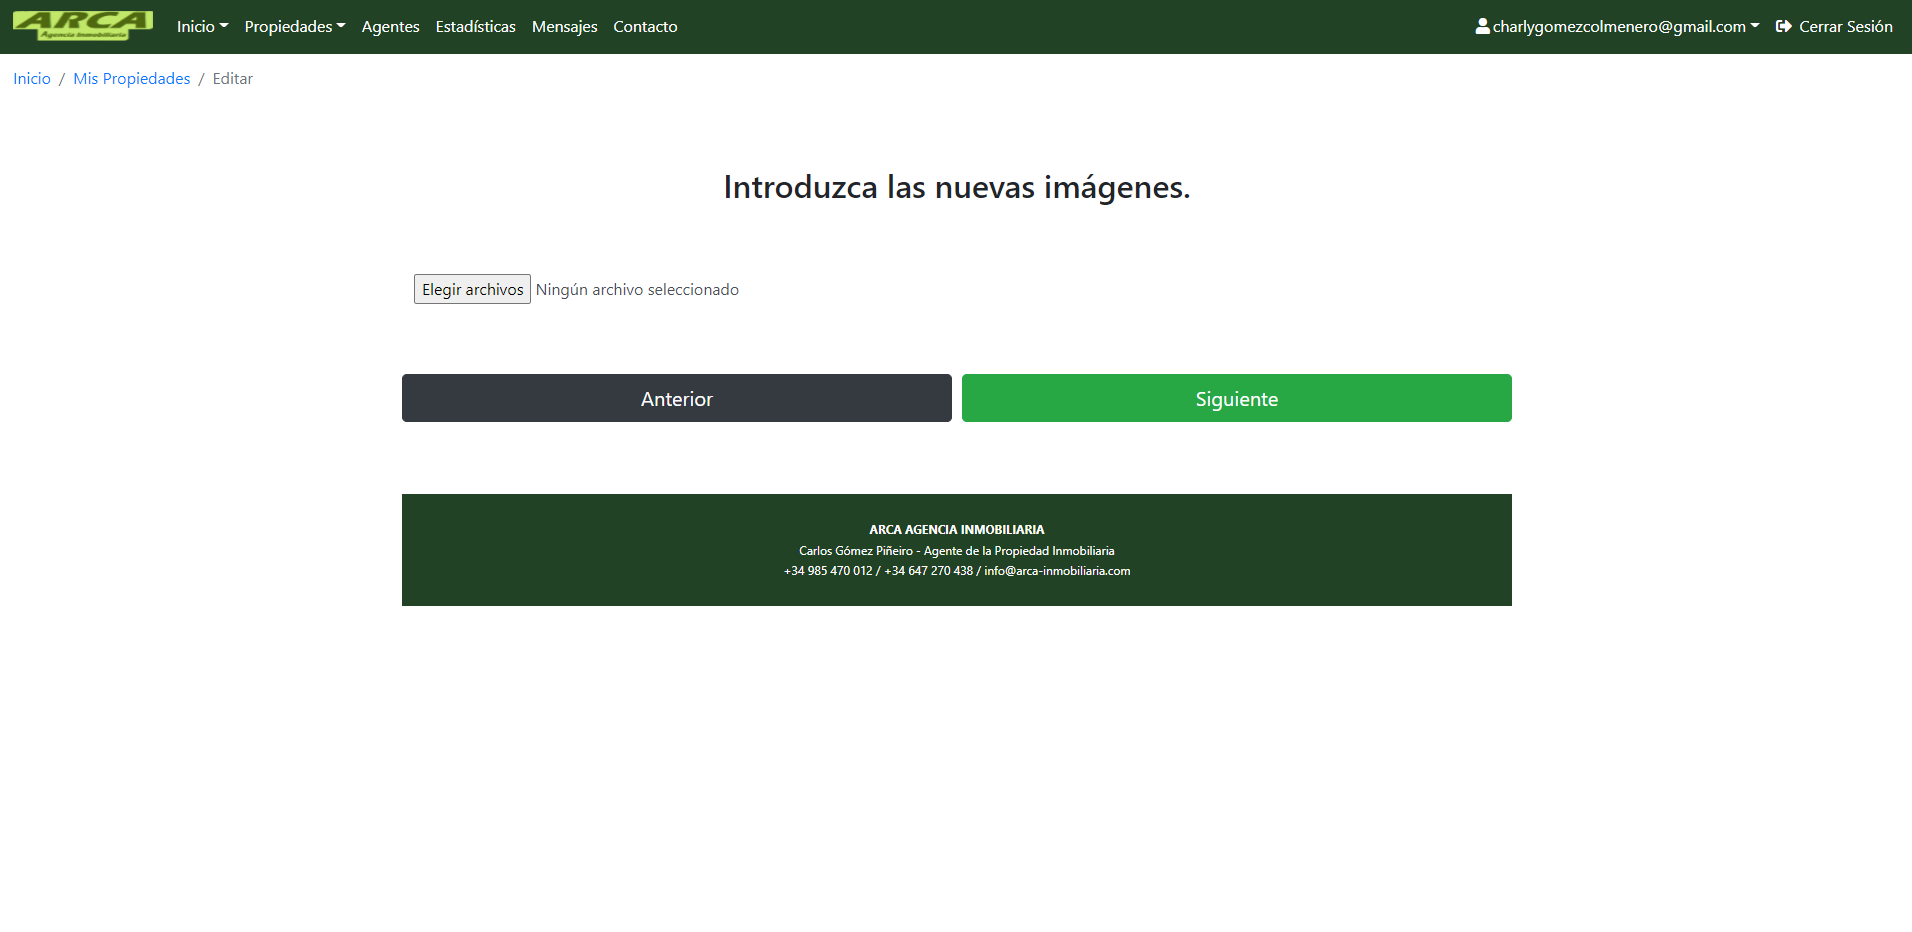 ARCA
Agencia Inmobiliaria
Inicio Propiedades Agentes Estadísticas Mensajes Contacto
charlygomezcolmenero@gmail.com Cerrar Sesión
Inicio / Mis Propiedades / Editar
Introduzca las nuevas imágenes.
Elegir archivos Ningún archivo seleccionado
Anterior Siguiente
ARCA AGENCIA INMOBILIARIA
Carlos Gómez Piñeiro - Agente de la Propiedad Inmobiliaria
+34 985 470 012 / +34 647 270 438 / info@arca-inmobiliaria.com